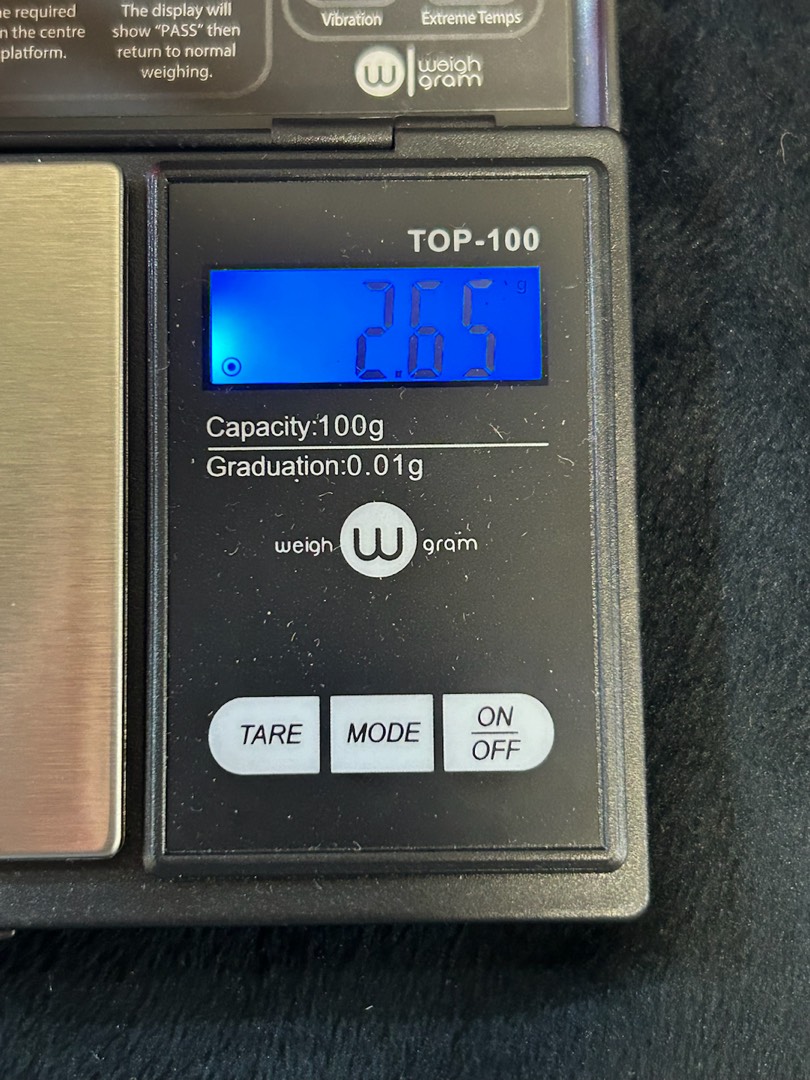 e required
n the centre
platform.
The display will
show “PASS” then
return to normal
weighing.
Vibration
Extreme Temps
W
weigh
gram
TOP-100
2.65 g
Capacity:100g
Graduation:0.01g
weigh W gram
TARE
MODE
ON
OFF